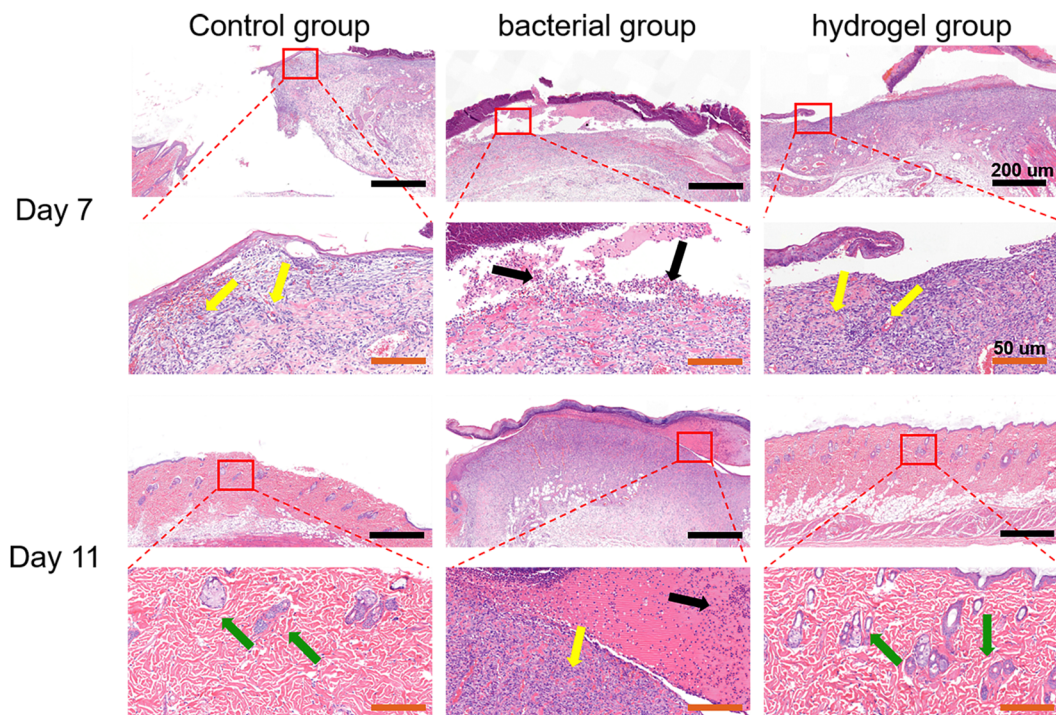 Control group
bacterial group
hydrogel group
Day 7
200 um
50 um
Day 11